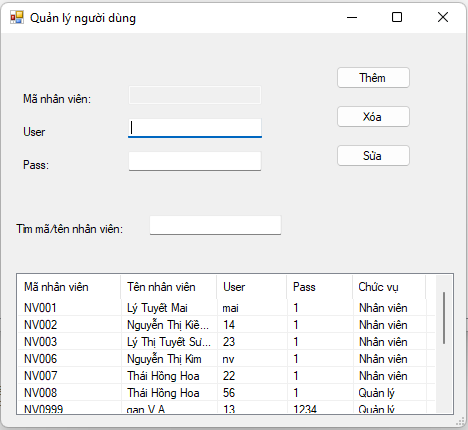 Quản lý người dùng
Thêm
Mã nhân viên:
Xóa
User
Sửa
Pass:
Tìm mã/tên nhân viên:
Mã nhân viên Tên nhân viên User Pass Chức vụ
NV001 Lý Tuyết Mai mai 1 Nhân viên
NV002 Nguyễn Thị Kiề... 14 1 Nhân viên
NV003 Lý Thị Tuyết Sư... 23 1 Nhân viên
NV006 Nguyễn Thị Kim nv 1 Nhân viên
NV007 Thái Hồng Hoa 22 1 Nhân viên
NV008 Thái Hồng Hoa 56 1 Quản lý
NV0999 gan V A 13 1234 Quản lý